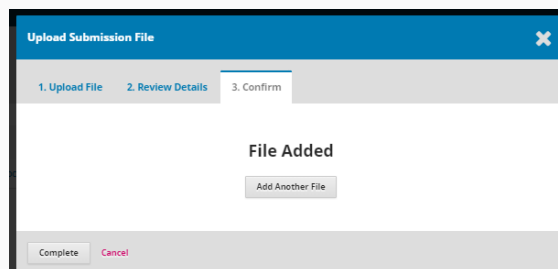 Upload Submission File
1. Upload File 2. Review Details 3. Confirm
File Added
Add Another File
Complete Cancel